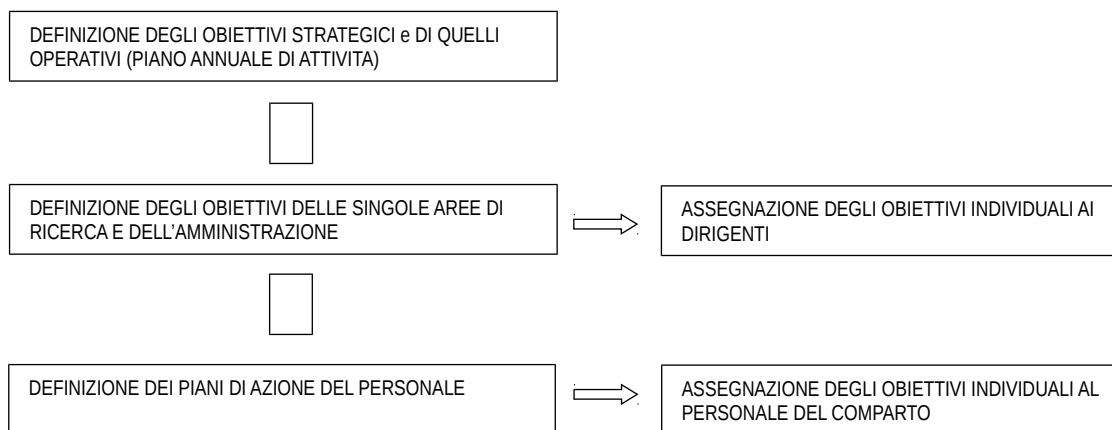 DEFINIZIONE DEGLI OBIETTIVI STRATEGICI e DI QUELLI
OPERATIVI (PIANO ANNUALE DI ATTIVITA)
DEFINIZIONE DEGLI OBIETTIVI DELLE SINGOLE AREE DI
RICERCA E DELL'AMMINISTRAZIONE
ASSEGNAZIONE DEGLI OBIETTIVI INDIVIDUALI AI
DIRIGENTI
DEFINIZIONE DEI PIANI DI AZIONE DEL PERSONALE
ASSEGNAZIONE DEGLI OBIETTIVI INDIVIDUALI AL
PERSONALE DEL COMPARTO